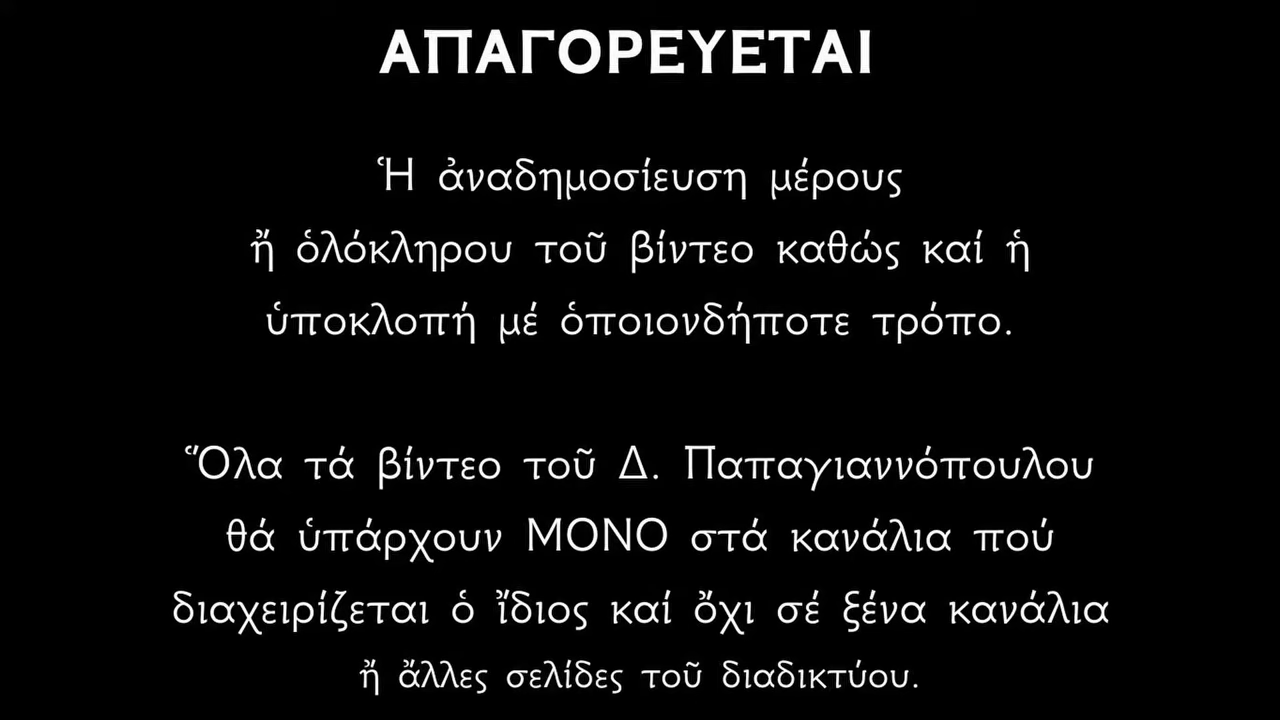 ΑΠΑΓΟΡΕΥΕΤΑΙ
Ἡ ἀναδημοσίευση μέρους
ἤ ὁλόκληρου τοῦ βίντεο καθώς καί ἡ
ὑποκλοπή μέ ὁποιονδήποτε τρόπο.
Ὅλα τά βίντεο τοῦ Δ. Παπαγιαννόπουλου
θά ὑπάρχουν ΜΟΝΟ στά κανάλια πού
διαχειρίζεται ὁ ἴδιος καί ὄχι σέ ξένα κανάλια
ἤ ἄλλες σελίδες τοῦ διαδικτύου.